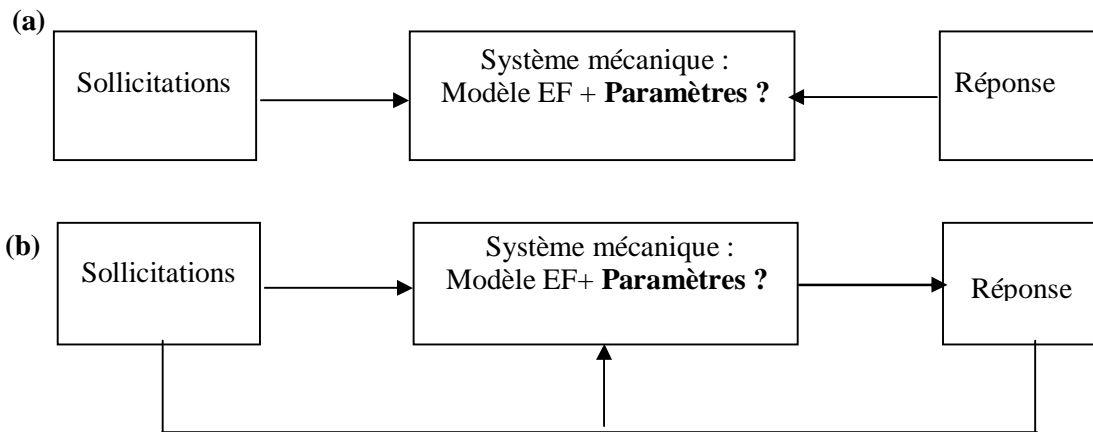 (a)
Sollicitations
Système mécanique :
Modèle EF + Paramètres ?
Réponse
(b)
Sollicitations
Système mécanique :
Modèle EF+ Paramètres ?
Réponse